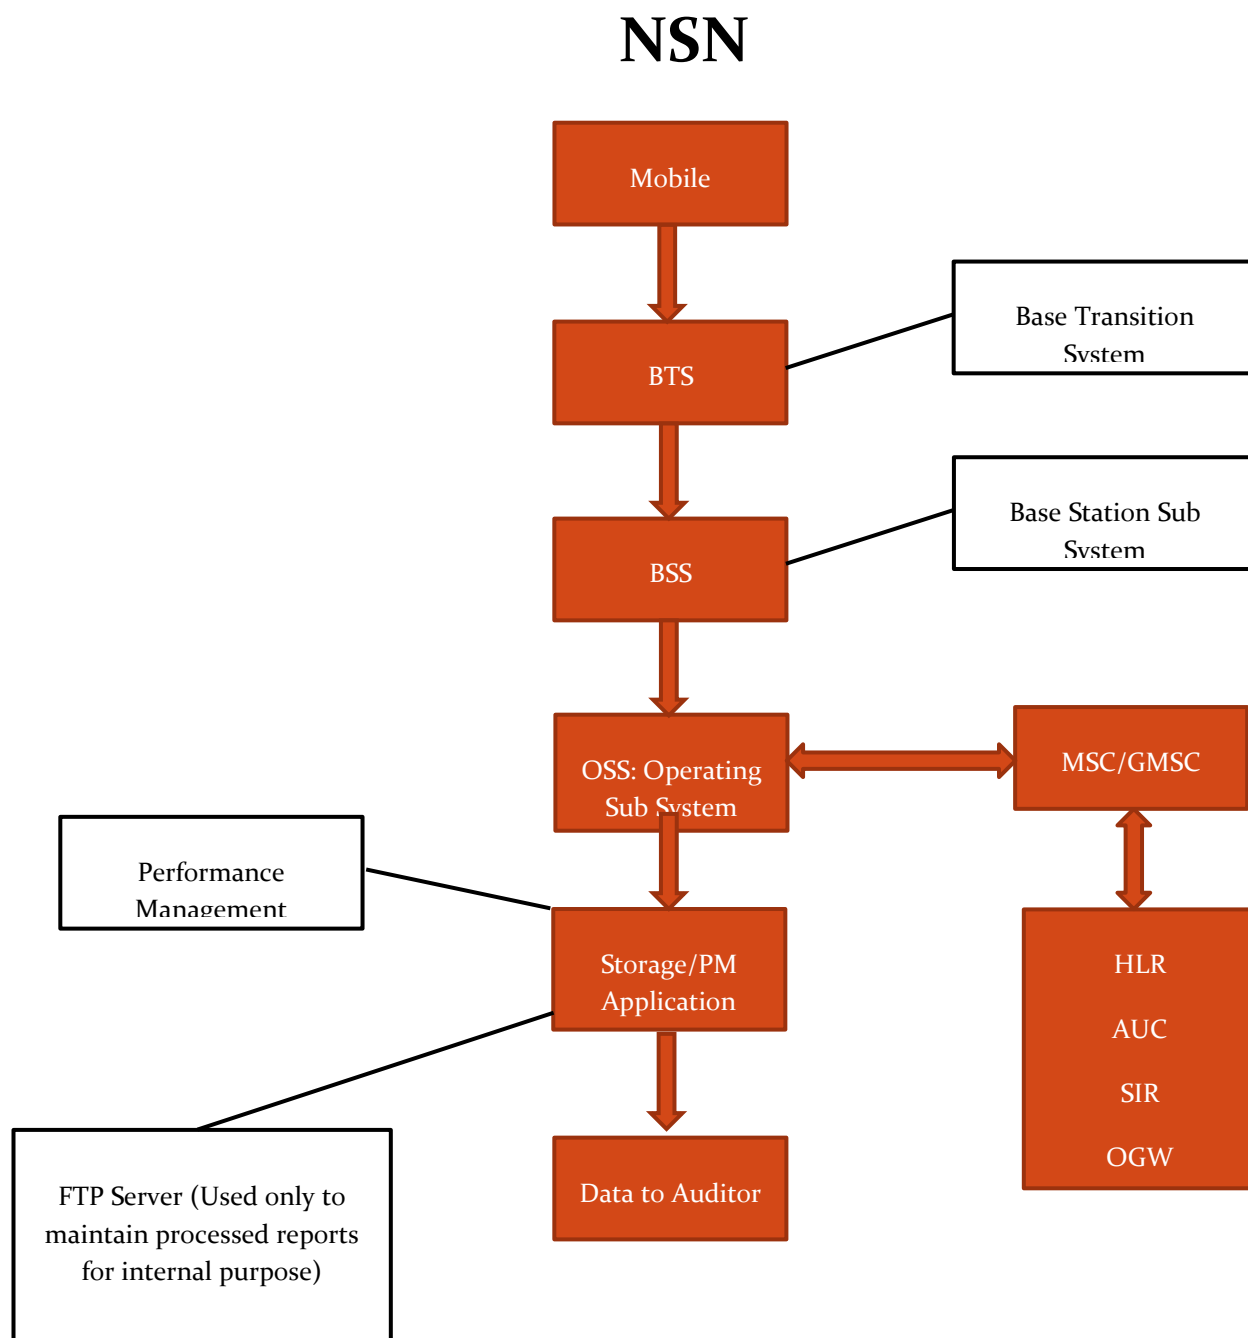 NSN
Mobile
Base Transition
System
BTS
Base Station Sub
System
BSS
OSS: Operating
Sub System
MSC/GMSC
Performance
Management
Storage/PM
Application
HLR
AUC
SIR
OGW
FTP Server (Used only to
maintain processed reports
for internal purpose)
Data to Auditor